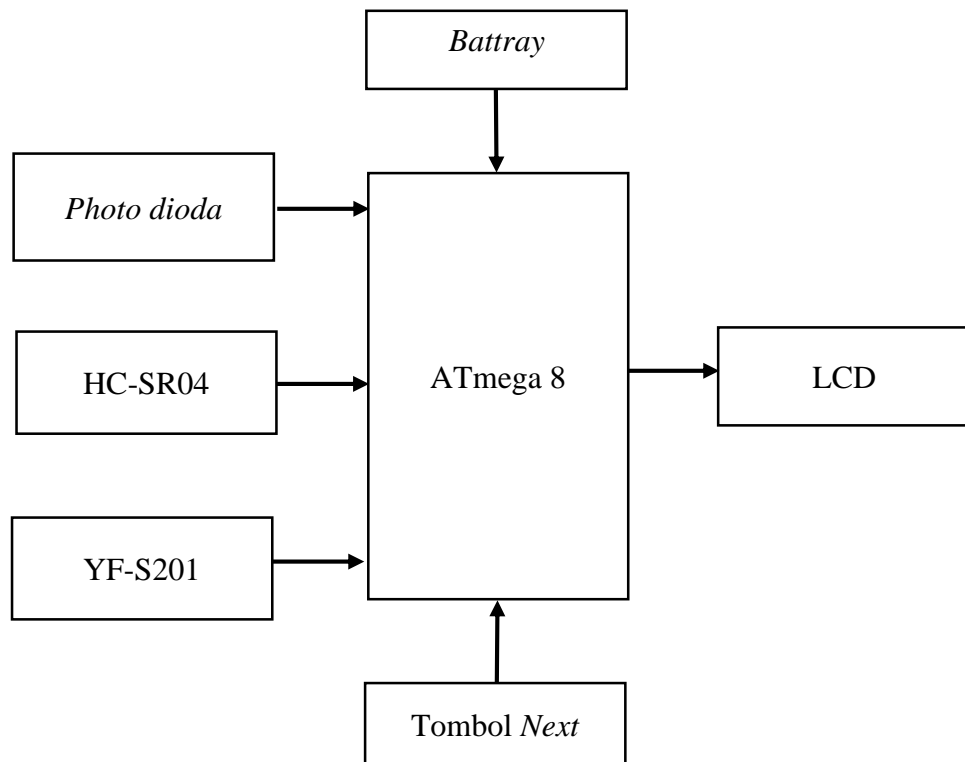 Battray
Photo dioda
HC-SR04
ATmega 8
LCD
YF-S201
Tombol Next